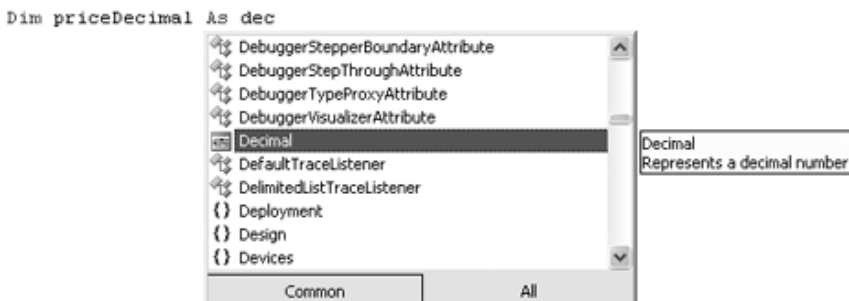 Dim priceDecimal As dec
DebuggerStepperBoundaryAttribute
DebuggerStepThroughAttribute
DebuggerTypeProxyAttribute
DebuggerVisualizerAttribute
Decimal
DefaultTraceListener
DelimitedListTraceListener
{} Deployment
{} Design
{} Devices
Common All
Decimal
Represents a decimal number